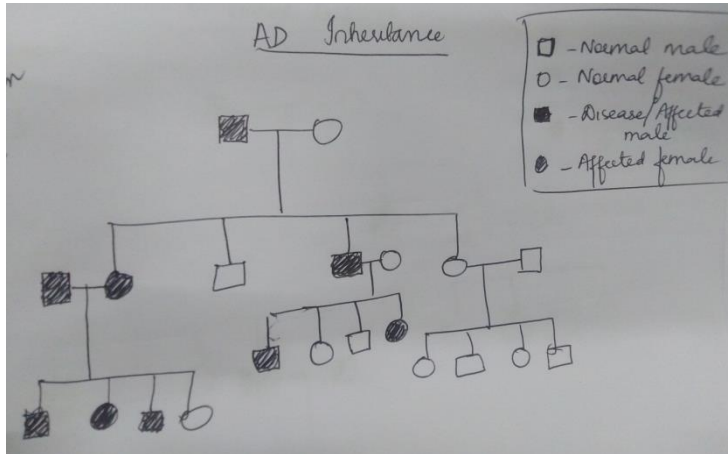 AD Inheritance
- Normal male
- Normal female
- Disease/Affected
male
- Affected female